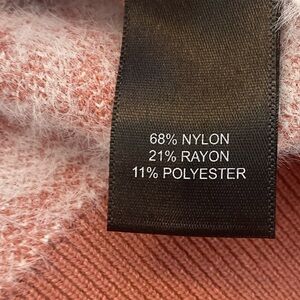 68% NYLON
21% RAYON
11% POLYESTER